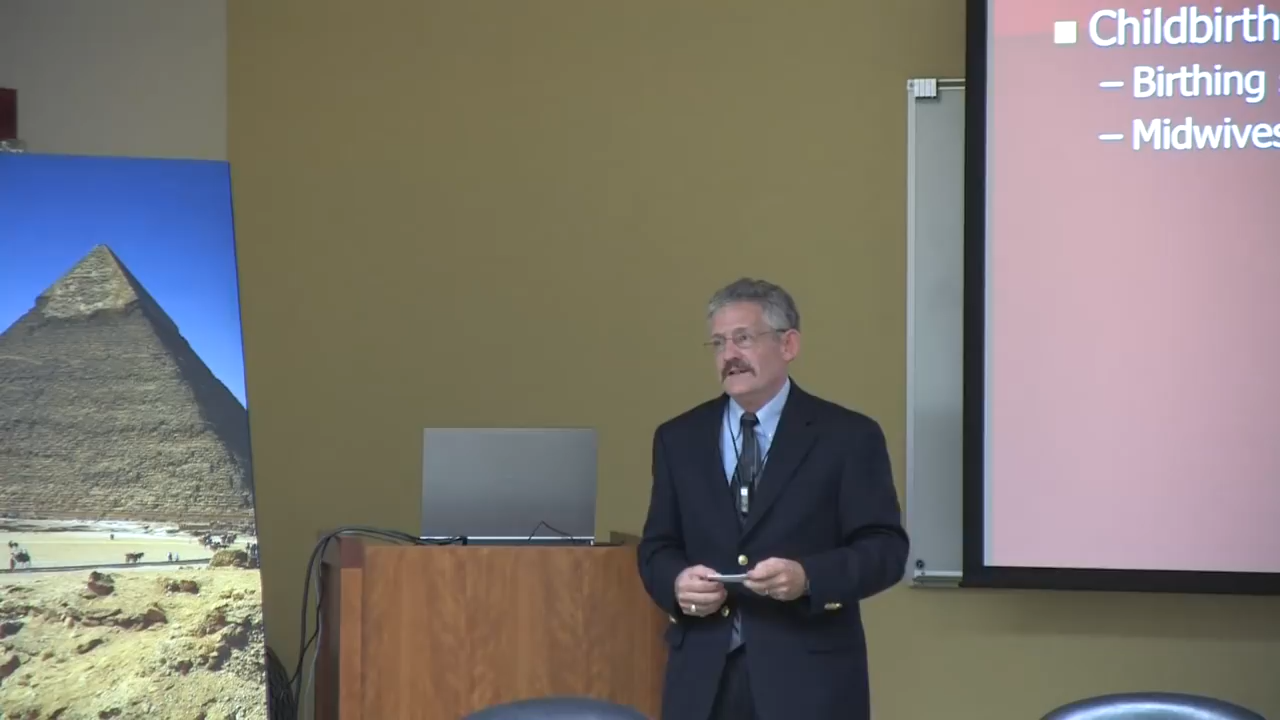 ■ Childbirth
– Birthing
– Midwives